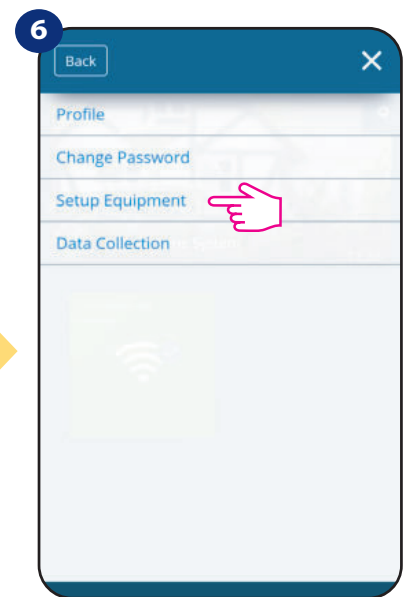 6
Back
Profile
Change Password
Setup Equipment
Data Collection